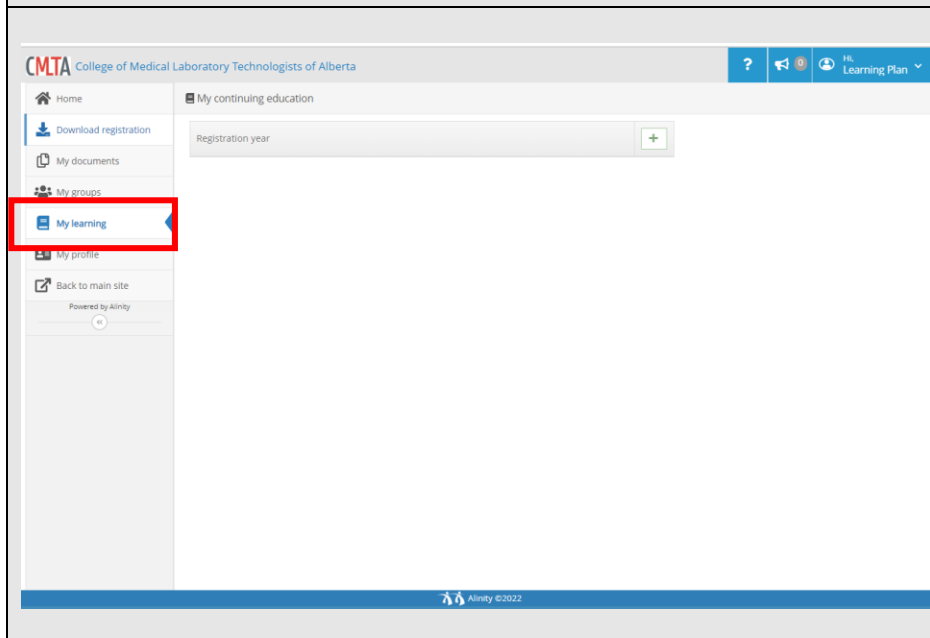 CMLTA College of Medical Laboratory Technologists of Alberta
? 0 Hi,
Learning Plan
Home
Download registration
My documents
My groups
My learning
My profile
Back to main site
Powered by Alinity
«
My continuing education
Registration year +
Alinity ©2022